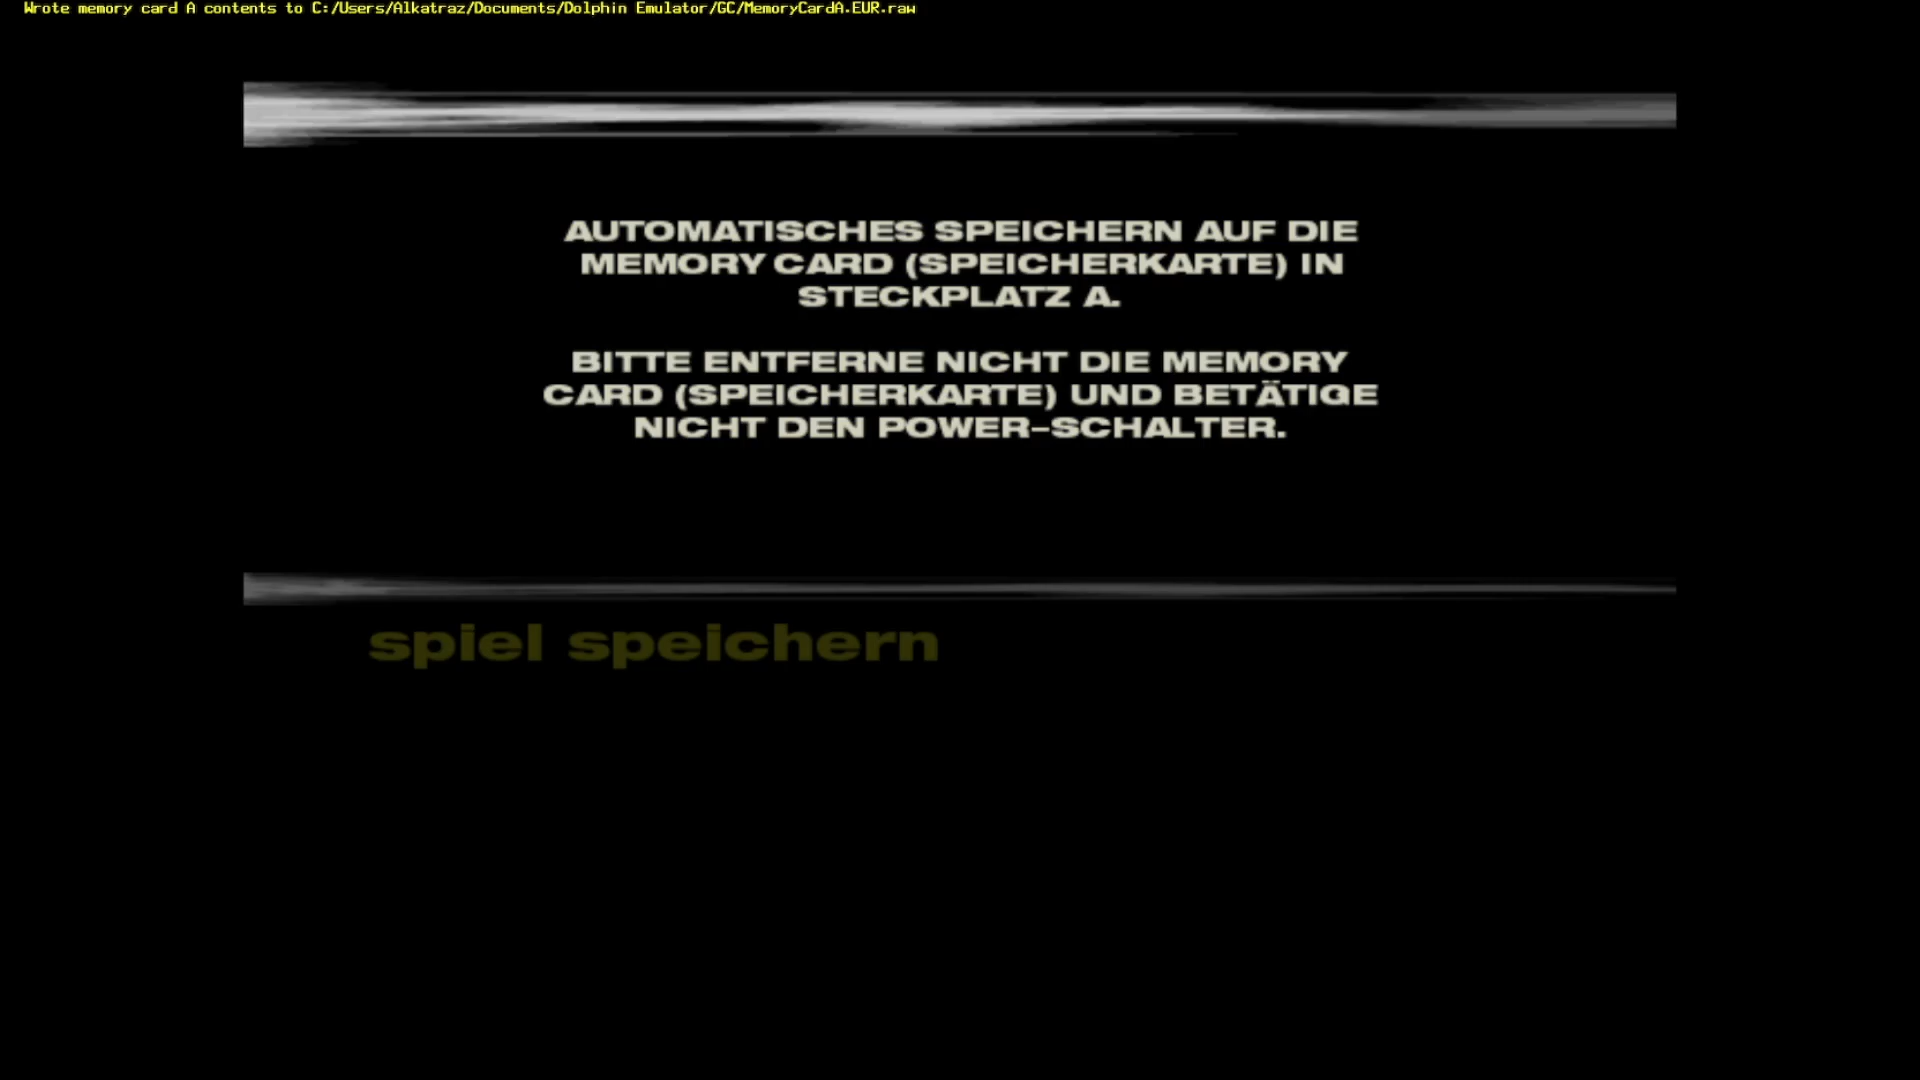 Wrote memory card A contents to C:/Users/Alkatraz/Documents/Dolphin Emulator/GC/MemoryCardA.EUR.raw
AUTOMATISCHES SPEICHERN AUF DIE
MEMORY CARD (SPEICHERKARTE) IN
STECKPLATZ A.
BITTE ENTFERNE NICHT DIE MEMORY
CARD (SPEICHERKARTE) UND BETÄTIGE
NICHT DEN POWER-SCHALTER.
spiel speichern